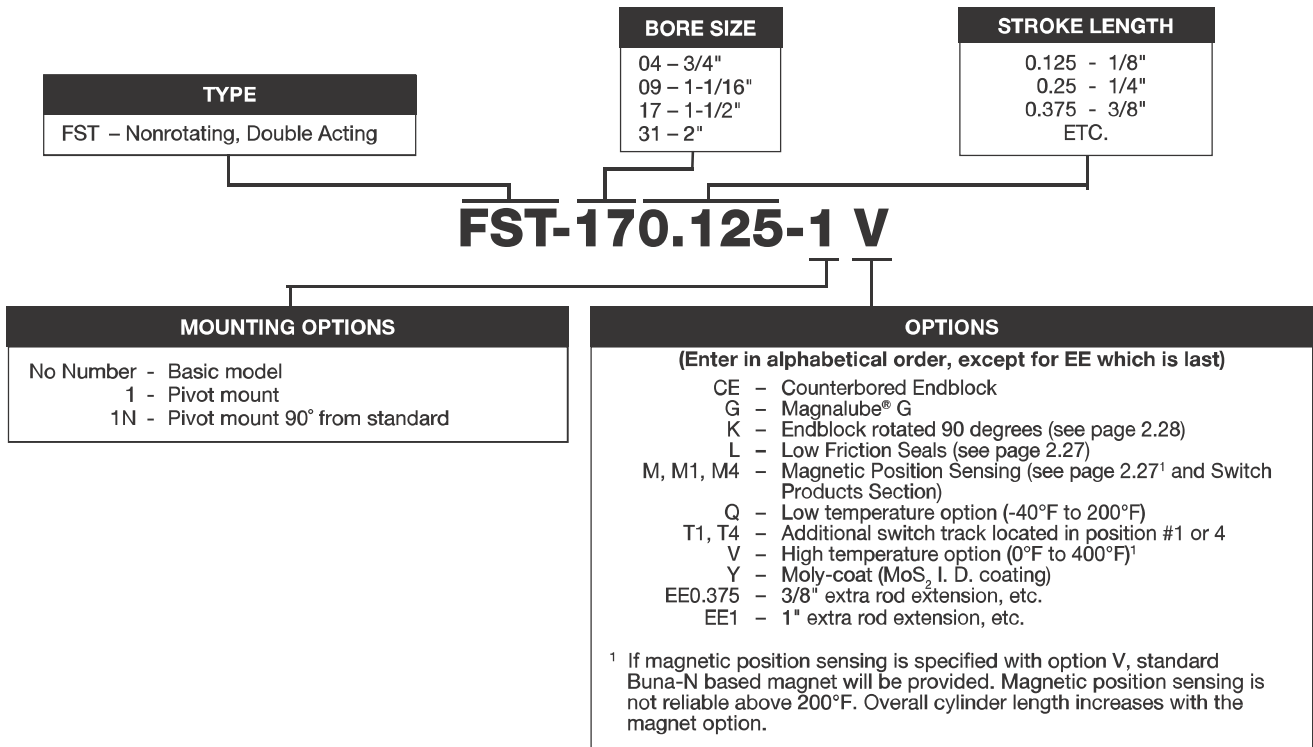 BORE SIZE
04 – 3/4"
09 – 1-1/16"
17 – 1-1/2"
31 – 2"
STROKE LENGTH
0.125 - 1/8"
0.25 - 1/4"
0.375 - 3/8"
ETC.
TYPE
FST – Nonrotating, Double Acting
FST-170.125-1 V
MOUNTING OPTIONS
No Number - Basic model
1 - Pivot mount
1N - Pivot mount 90° from standard
OPTIONS
(Enter in alphabetical order, except for EE which is last)
CE – Counterbored Endblock
G – Magnalube® G
K – Endblock rotated 90 degrees (see page 2.28)
L – Low Friction Seals (see page 2.27)
M, M1, M4 – Magnetic Position Sensing (see page 2.27¹ and Switch
Products Section)
Q – Low temperature option (-40°F to 200°F)
T1, T4 – Additional switch track located in position #1 or 4
V – High temperature option (0°F to 400°F)¹
Y – Moly-coat (MoS₂ I. D. coating)
EE0.375 – 3/8" extra rod extension, etc.
EE1 – 1" extra rod extension, etc.
¹ If magnetic position sensing is specified with option V, standard
Buna-N based magnet will be provided. Magnetic position sensing is
not reliable above 200°F. Overall cylinder length increases with the
magnet option.